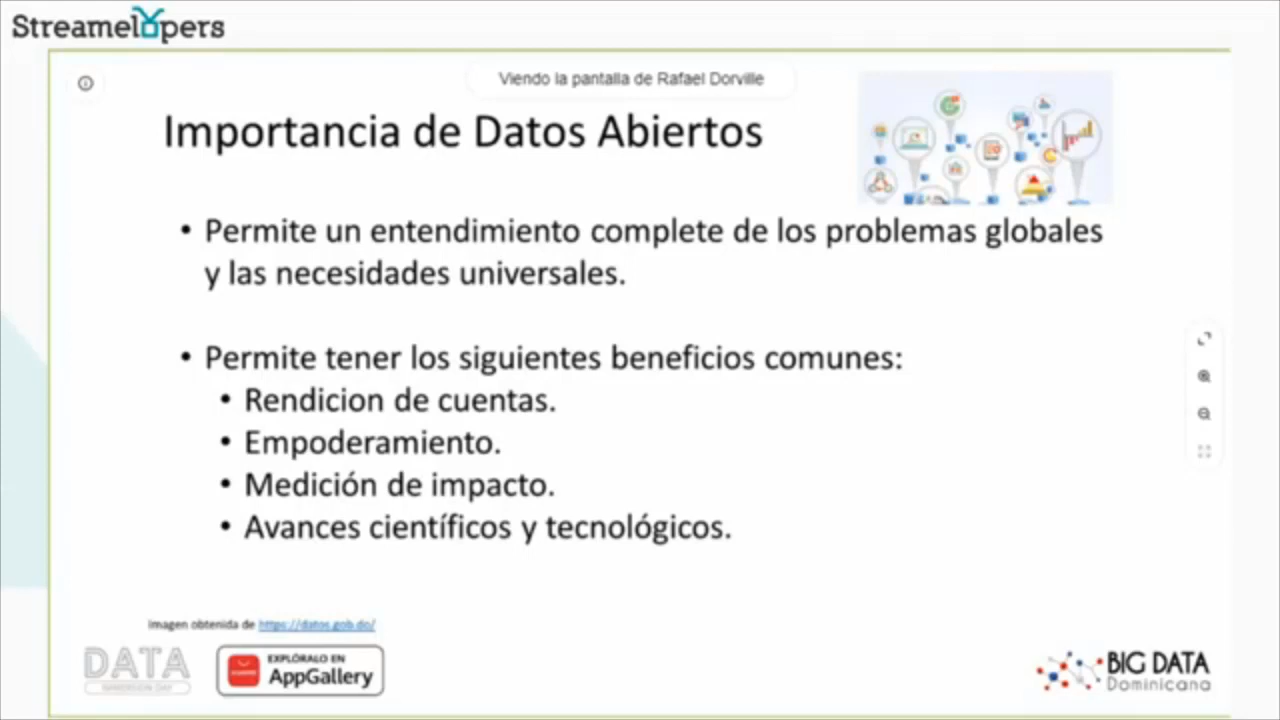 Streamelopers
Viendo la pantalla de Rafael Dorville
Importancia de Datos Abiertos
• Permite un entendimiento complete de los problemas globales
y las necesidades universales.
• Permite tener los siguientes beneficios comunes:
• Rendicion de cuentas.
• Empoderamiento.
• Medición de impacto.
• Avances científicos y tecnológicos.
Imagen obtenida de https://datos.gob.do/
DATA
IMMERSION DAY
EXPLÓRALO EN
AppGallery
BIG DATA
Dominicana